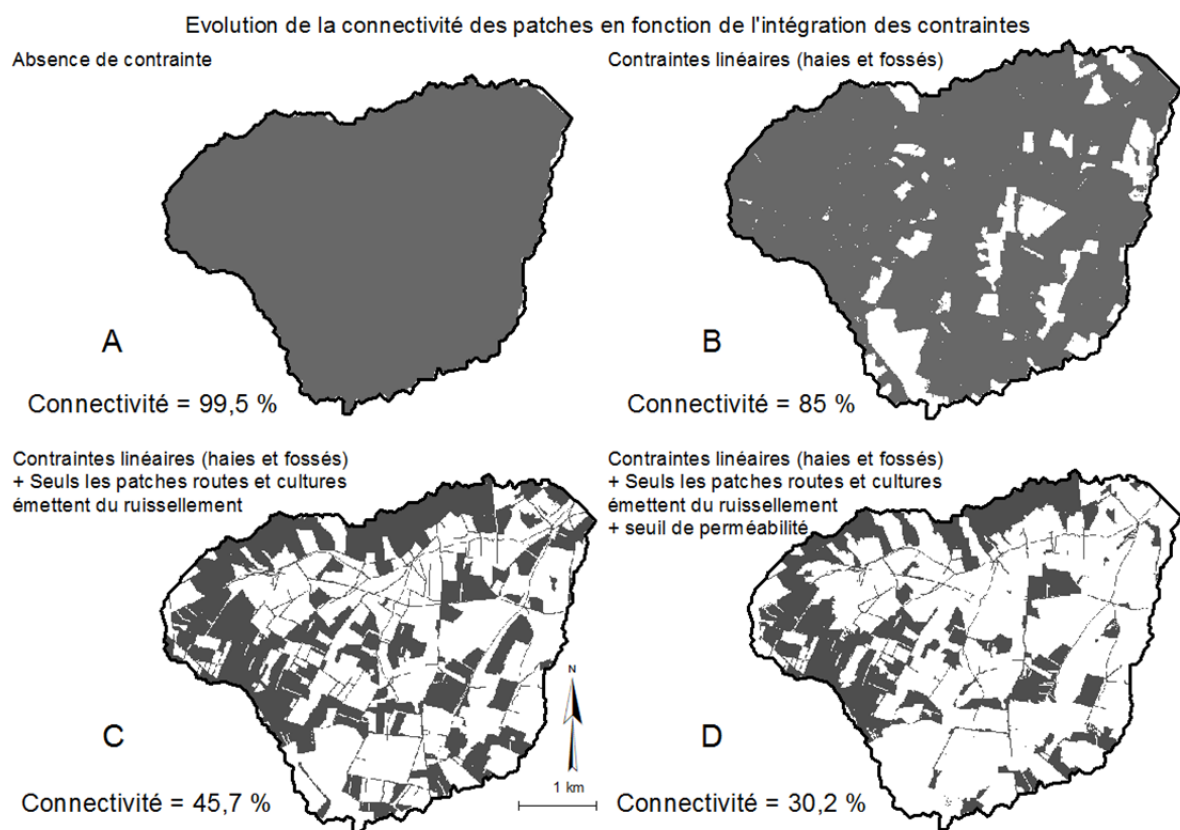 Evolution de la connectivité des patches en fonction de l'intégration des contraintes
Absence de contrainte
A
Connectivité = 99,5 %
Contraintes linéaires (haies et fossés)
B
Connectivité = 85 %
Contraintes linéaires (haies et fossés)
+ Seuls les patches routes et cultures
émettent du ruissellement
C
Connectivité = 45,7 %
N
1 km
Contraintes linéaires (haies et fossés)
+ Seuls les patches routes et cultures
émettent du ruissellement
+ seuil de perméabilité
D
Connectivité = 30,2 %